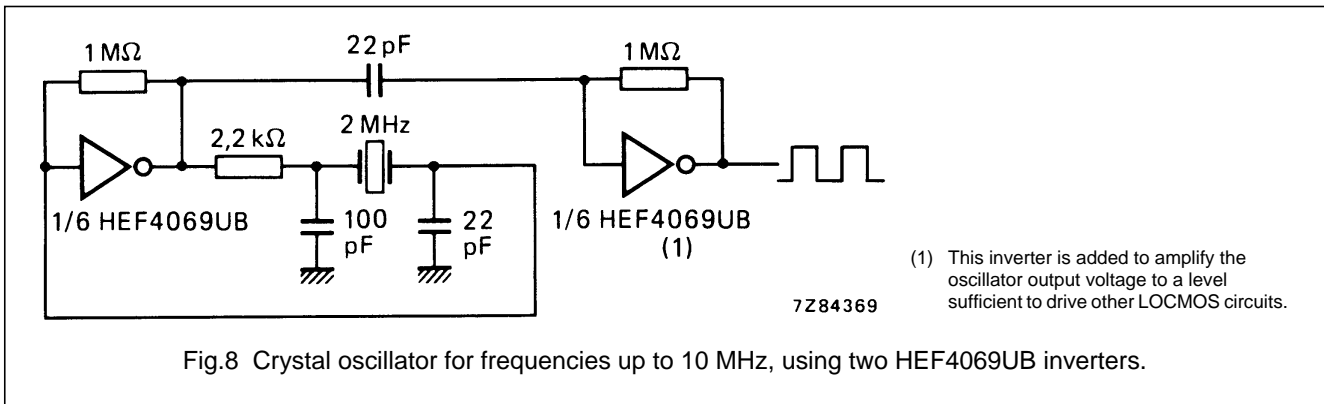 1 MΩ
22 pF
1 MΩ
2,2 kΩ
2 MHz
1/6 HEF4069UB
100
pF
22
pF
1/6 HEF4069UB
(1)
(1) This inverter is added to amplify the
oscillator output voltage to a level
sufficient to drive other LOCMOS circuits.
7Z84369
Fig.8 Crystal oscillator for frequencies up to 10 MHz, using two HEF4069UB inverters.